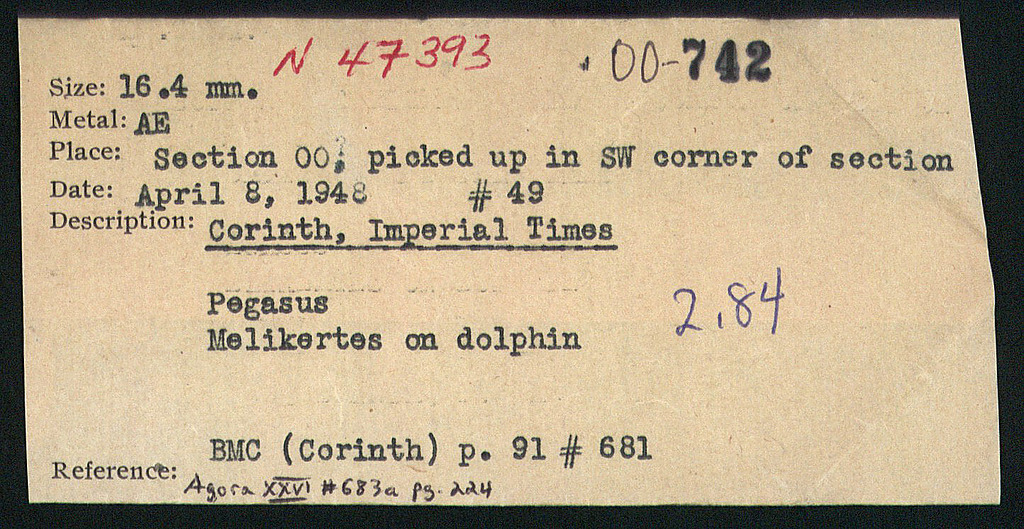 N 47393
OO-742
Size: 16.4 mm.
Metal: AE
Place: Section OO; picked up in SW corner of section
Date: April 8, 1948 # 49
Description: Corinth, Imperial Times
Pegasus
Melikertes on dolphin
2.84
BMC (Corinth) p. 91 # 681
Reference: Agora XXVI #683a pg. 224